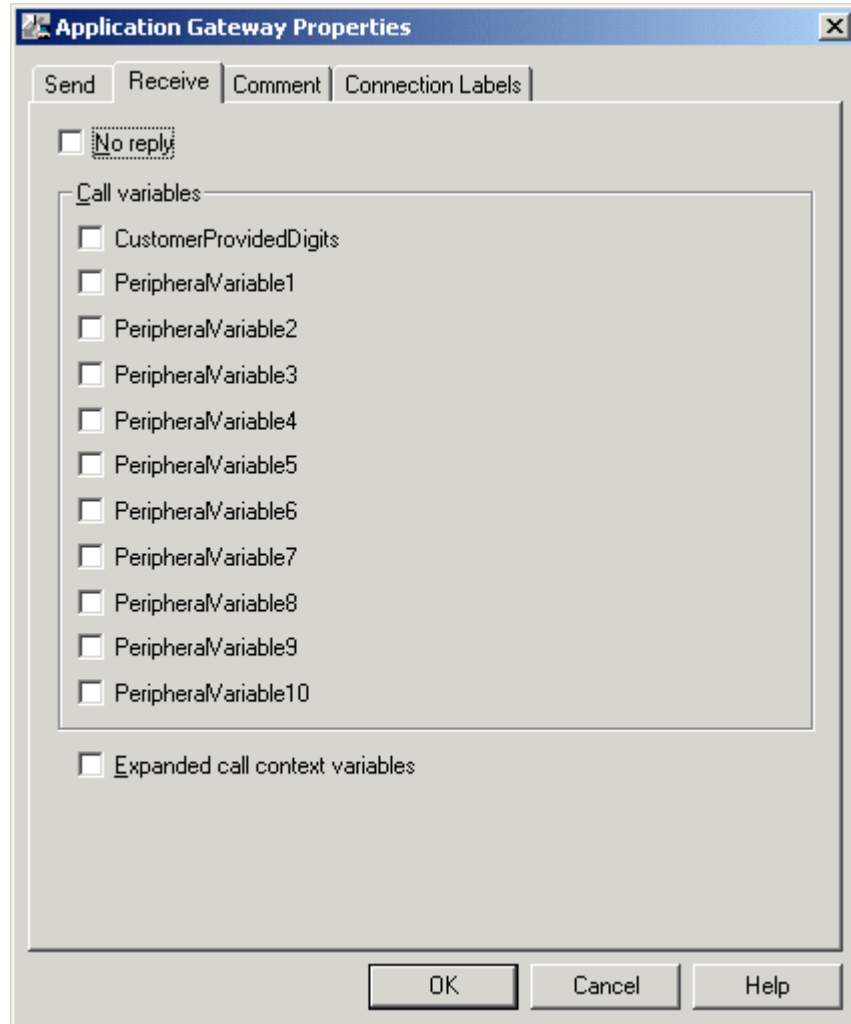 Application Gateway Properties
Send Receive Comment Connection Labels
No reply
Call variables
CustomerProvidedDigits
PeripheralVariable1
PeripheralVariable2
PeripheralVariable3
PeripheralVariable4
PeripheralVariable5
PeripheralVariable6
PeripheralVariable7
PeripheralVariable8
PeripheralVariable9
PeripheralVariable10
Expanded call context variables
OK Cancel Help